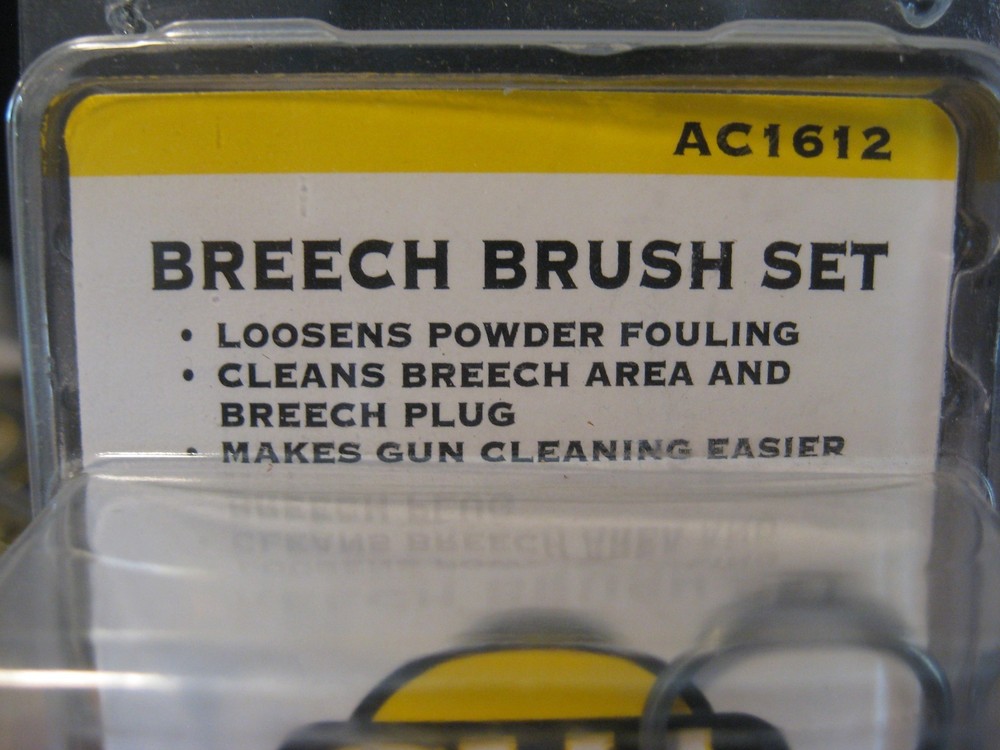 AC1612
BREECH BRUSH SET
• LOOSENS POWDER FOULING
• CLEANS BREECH AREA AND
BREECH PLUG
• MAKES GUN CLEANING EASIER